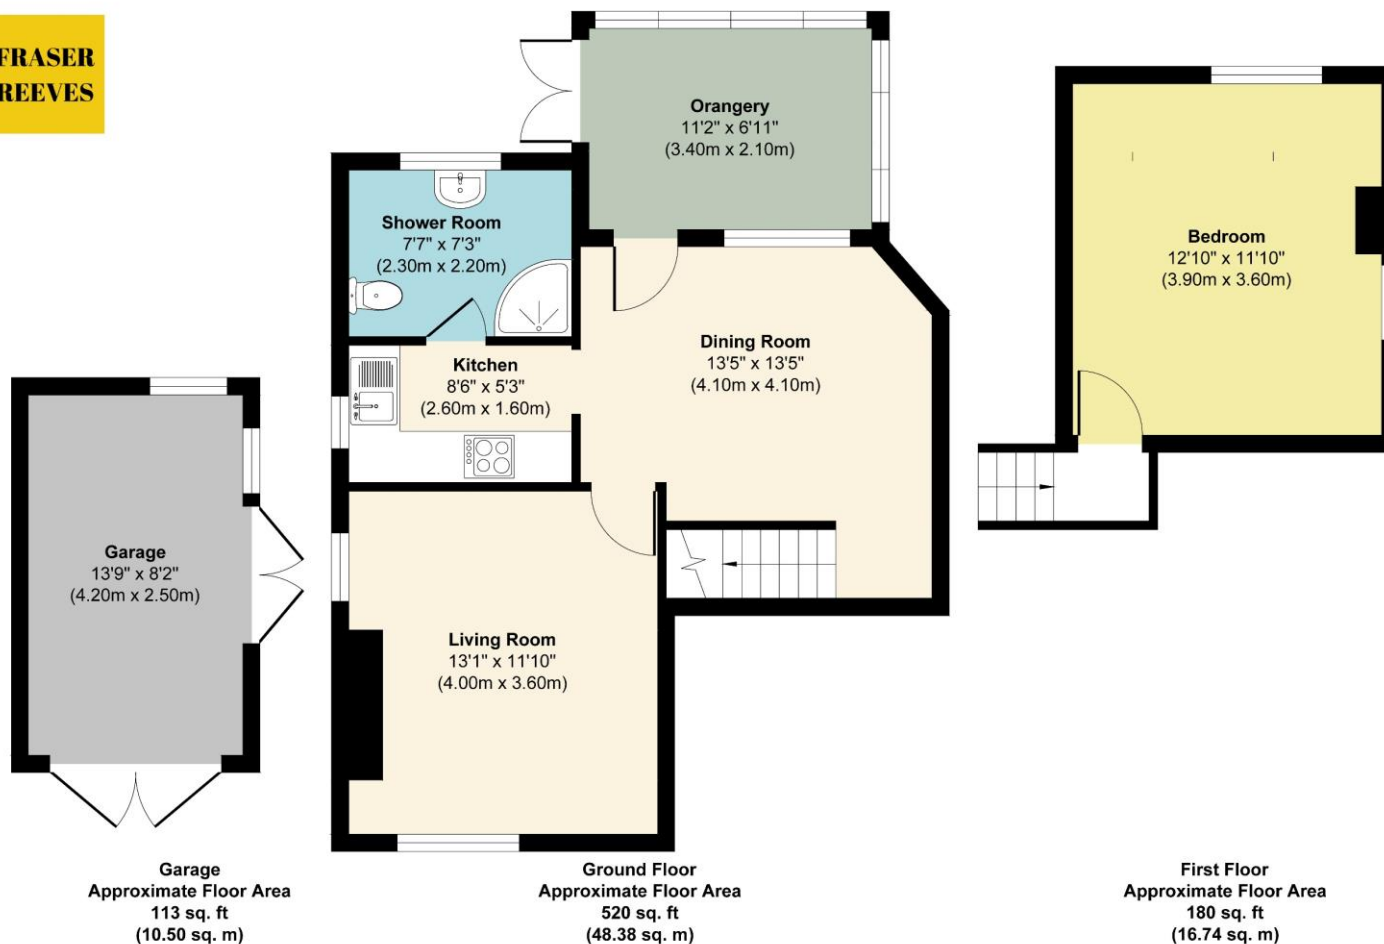 FRASER
REEVES
Orangery
11'2" x 6'11"
(3.40m x 2.10m)
Shower Room
7'7" x 7'3"
(2.30m x 2.20m)
Bedroom
12'10" x 11'10"
(3.90m x 3.60m)
Kitchen
8'6" x 5'3"
(2.60m x 1.60m)
Dining Room
13'5" x 13'5"
(4.10m x 4.10m)
Garage
13'9" x 8'2"
(4.20m x 2.50m)
Living Room
13'1" x 11'10"
(4.00m x 3.60m)
Garage
Approximate Floor Area
113 sq. ft
(10.50 sq. m)
Ground Floor
Approximate Floor Area
520 sq. ft
(48.38 sq. m)
First Floor
Approximate Floor Area
180 sq. ft
(16.74 sq. m)